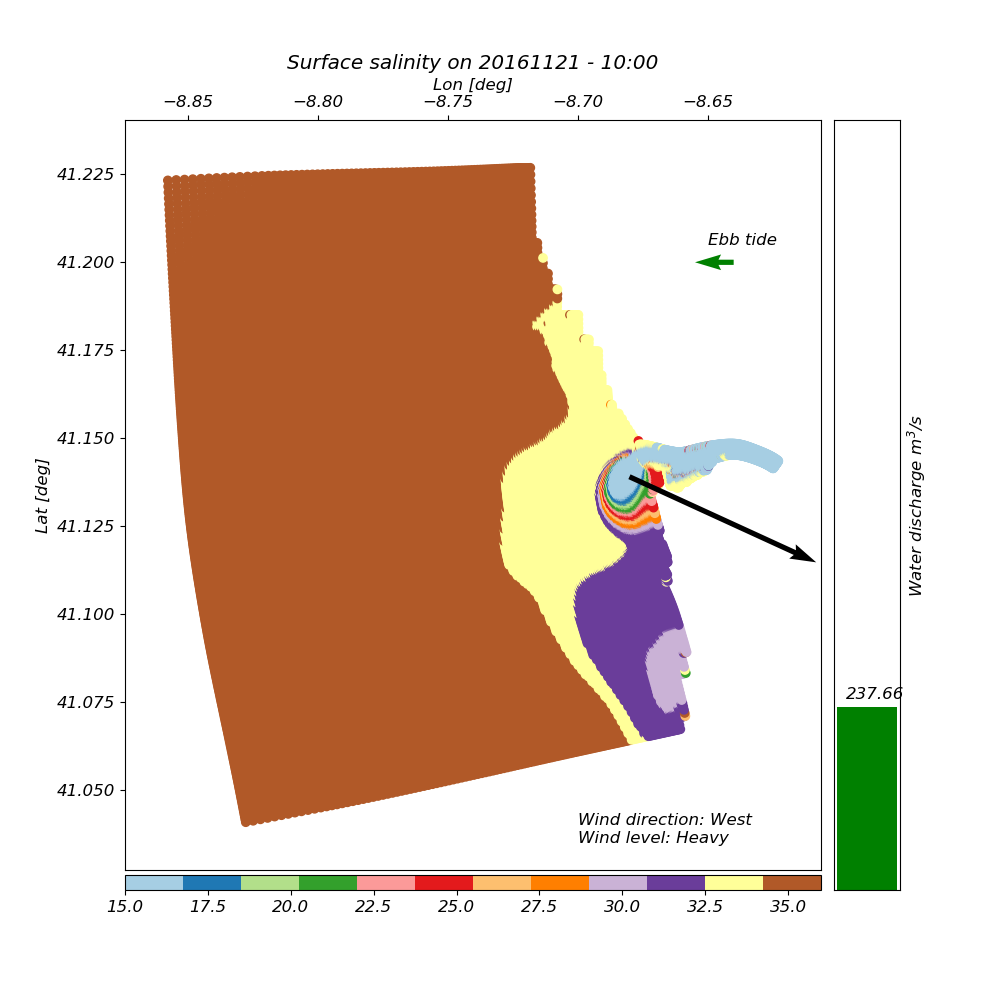 Surface salinity on 20161121 - 10:00
Lon [deg]
−8.85 −8.80 −8.75 −8.70 −8.65
41.225
41.200
41.175
41.150
41.125
41.100
41.075
41.050
Lat [deg]
Ebb tide
Wind direction: West
Wind level: Heavy
237.66
Water discharge m³/s
15.0 17.5 20.0 22.5 25.0 27.5 30.0 32.5 35.0